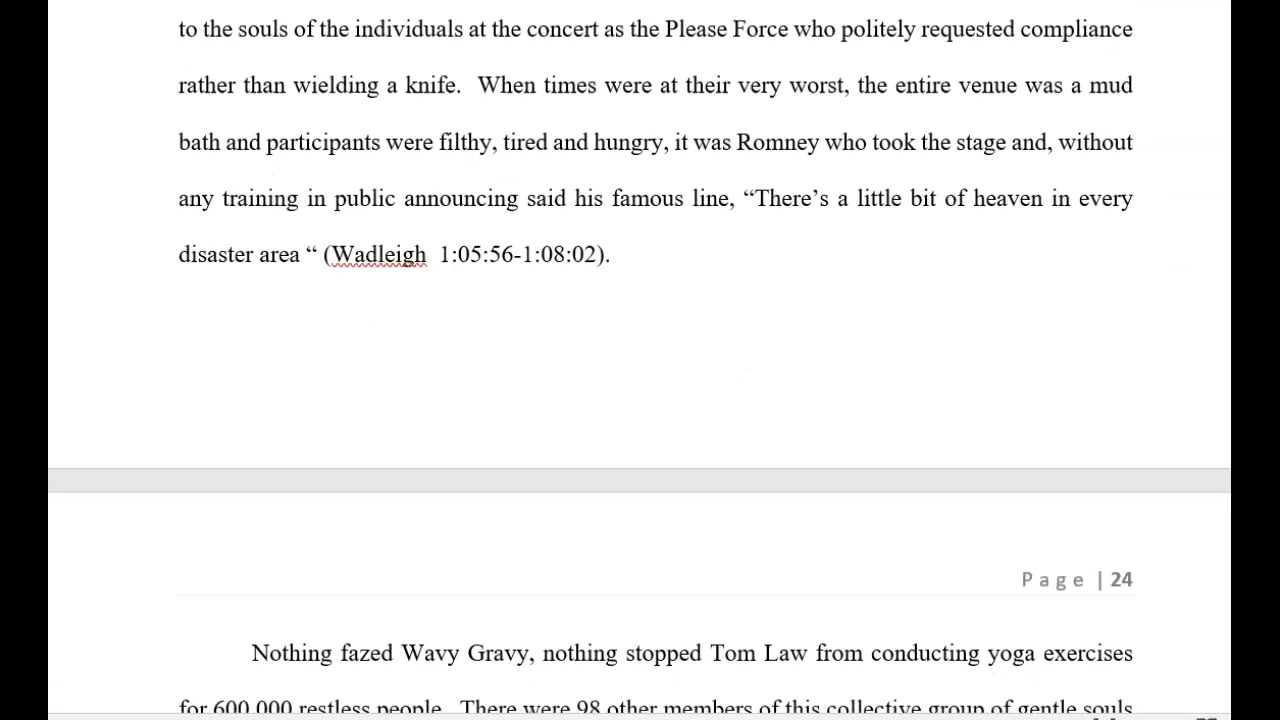 to the souls of the individuals at the concert as the Please Force who politely requested compliance
rather than wielding a knife.  When times were at their very worst, the entire venue was a mud
bath and participants were filthy, tired and hungry, it was Romney who took the stage and, without
any training in public announcing said his famous line, “There’s a little bit of heaven in every
disaster area “ (Wadleigh  1:05:56-1:08:02).
Page | 24
Nothing fazed Wavy Gravy, nothing stopped Tom Law from conducting yoga exercises
for 600,000 restless people.  There were 98 other members of this collective group of gentle souls